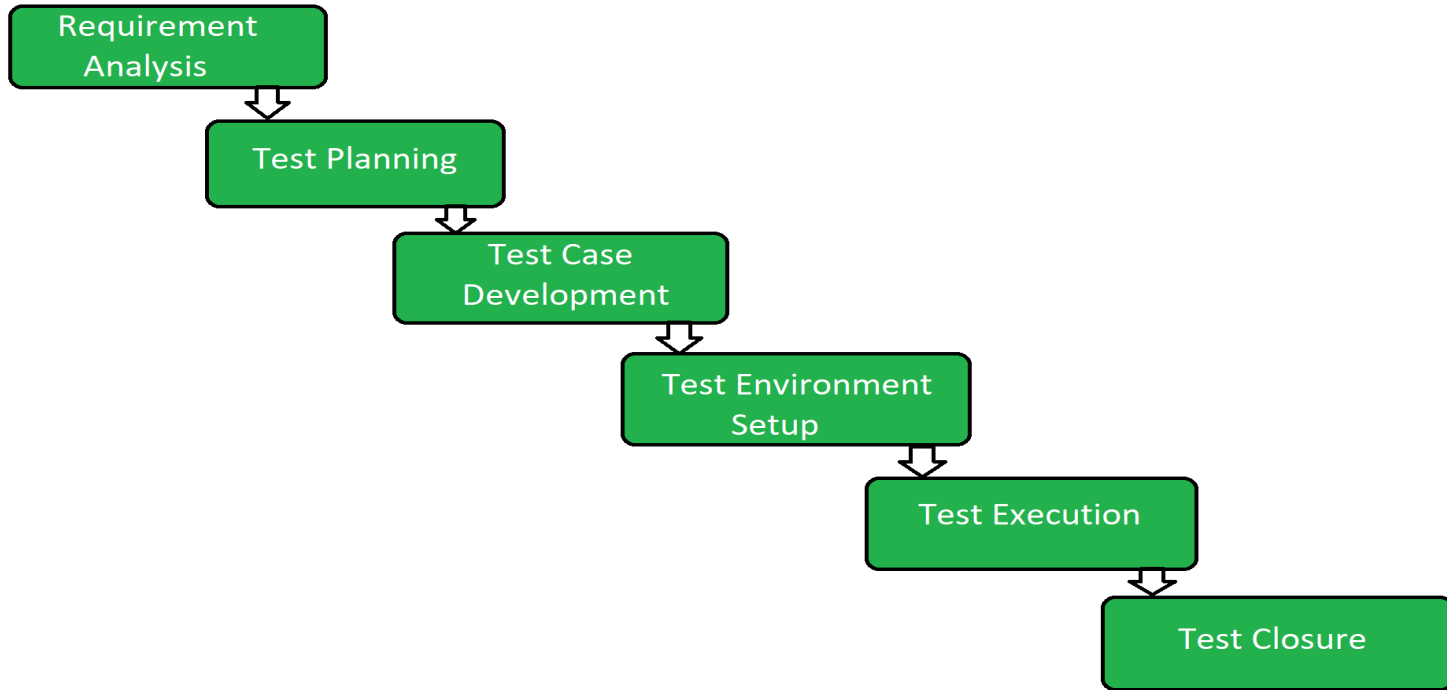 Requirement
Analysis
Test Planning
Test Case
Development
Test Environment
Setup
Test Execution
Test Closure